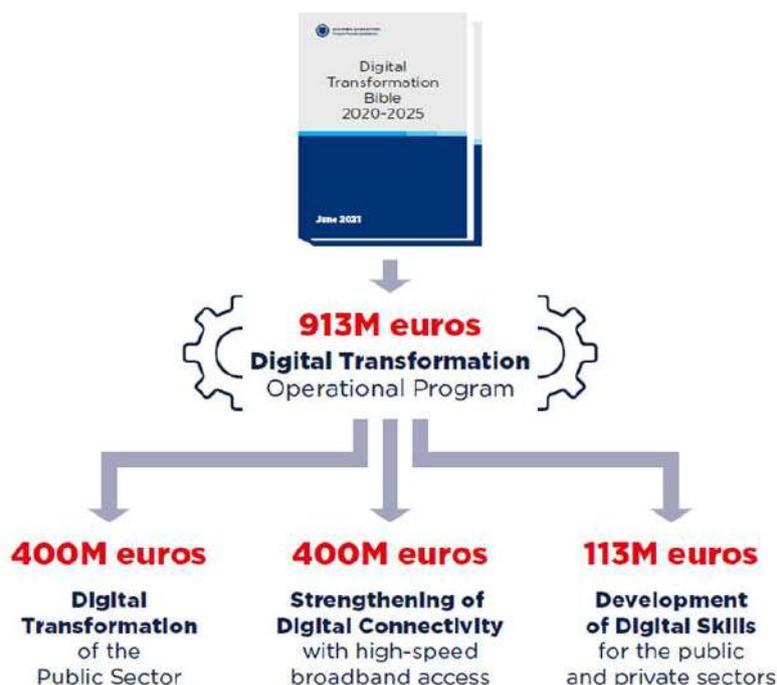 Digital
Transformation
Bible
2020-2025
June 2021
913M euros
Digital Transformation
Operational Program
400M euros
Digital
Transformation
of the
Public Sector
400M euros
Strengthening of
Digital Connectivity
with high-speed
broadband access
113M euros
Development
of Digital Skills
for the public
and private sectors